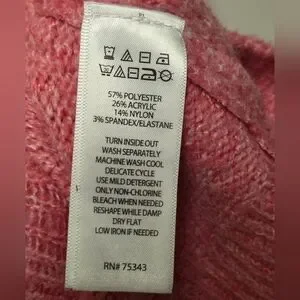 57% POLYESTER
26% ACRYLIC
14% NYLON
3% SPANDEX/ELASTANE
TURN INSIDE OUT
WASH SEPARATELY
MACHINE WASH COOL
DELICATE CYCLE
USE MILD DETERGENT
ONLY NON-CHLORINE
BLEACH WHEN NEEDED
RESHAPE WHILE DAMP
DRY FLAT
LOW IRON IF NEEDED
RN# 75343